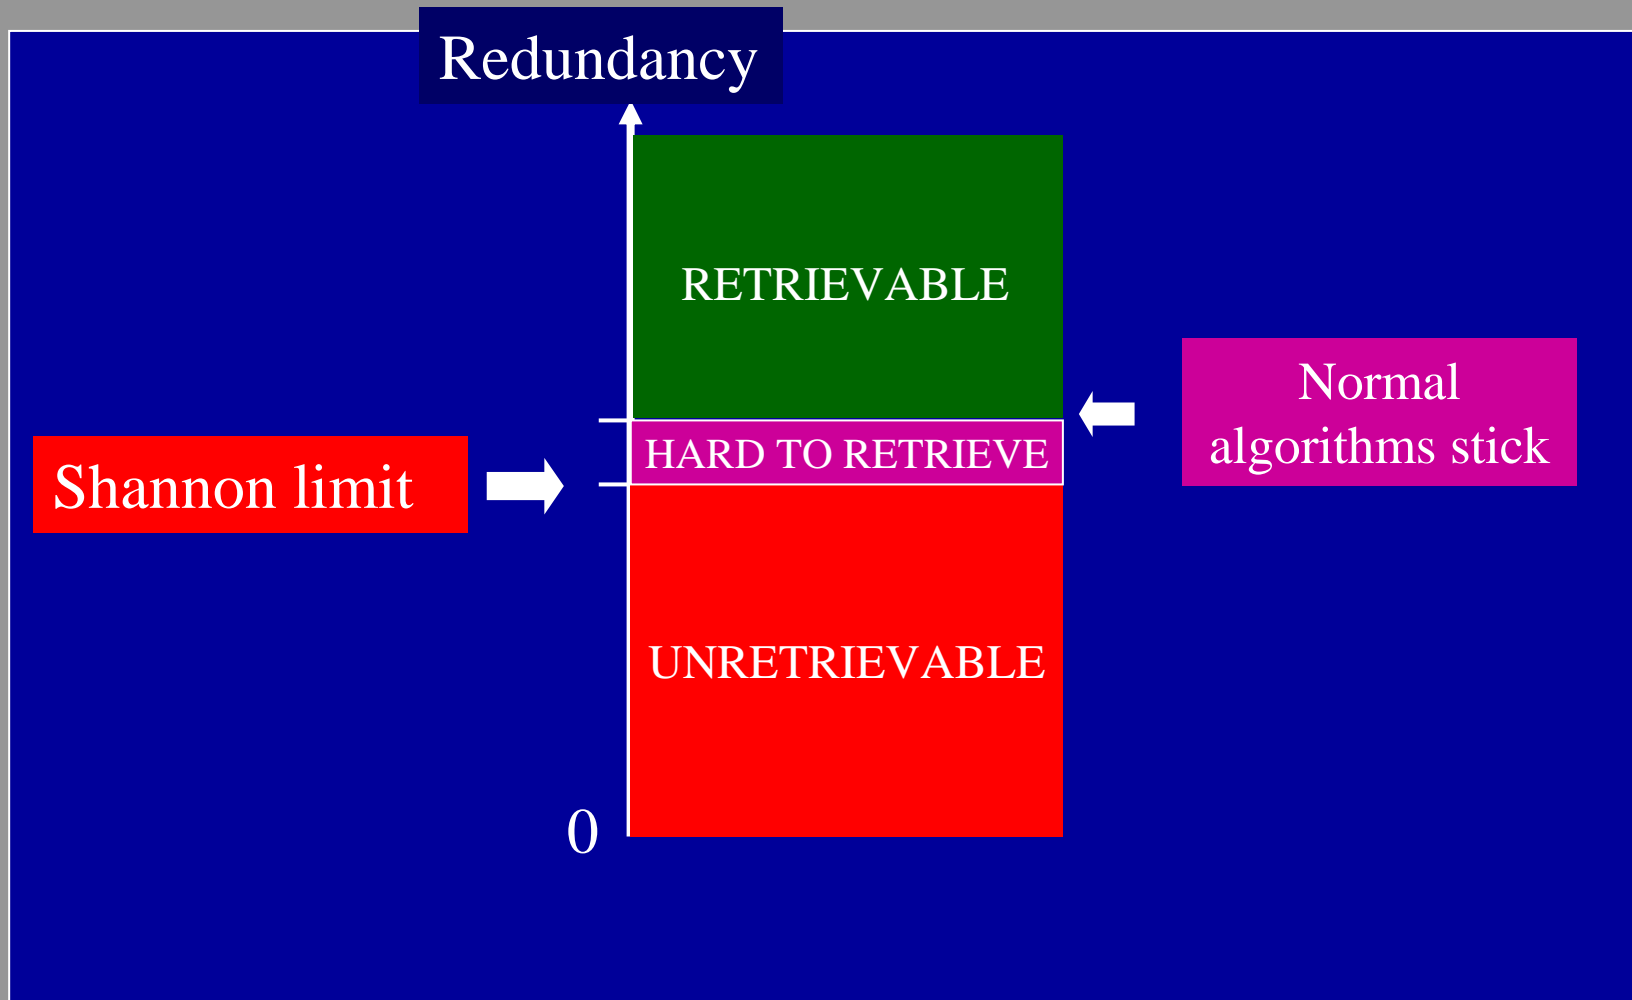 Redundancy
RETRIEVABLE
Normal
algorithms stick
HARD TO RETRIEVE
Shannon limit
UNRETRIEVABLE
0